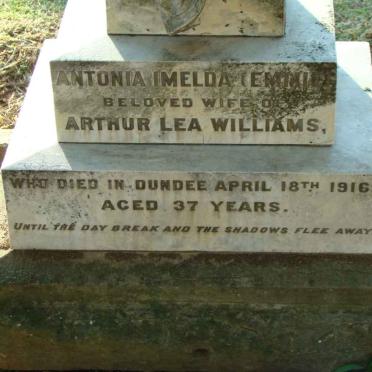 ANTONIA IMELDA (EMMIE)
BELOVED WIFE OF
ARTHUR LEA WILLIAMS,
WHO DIED IN DUNDEE APRIL 18TH 1916
AGED 37 YEARS.
UNTIL THE DAY BREAK AND THE SHADOWS FLEE AWAY